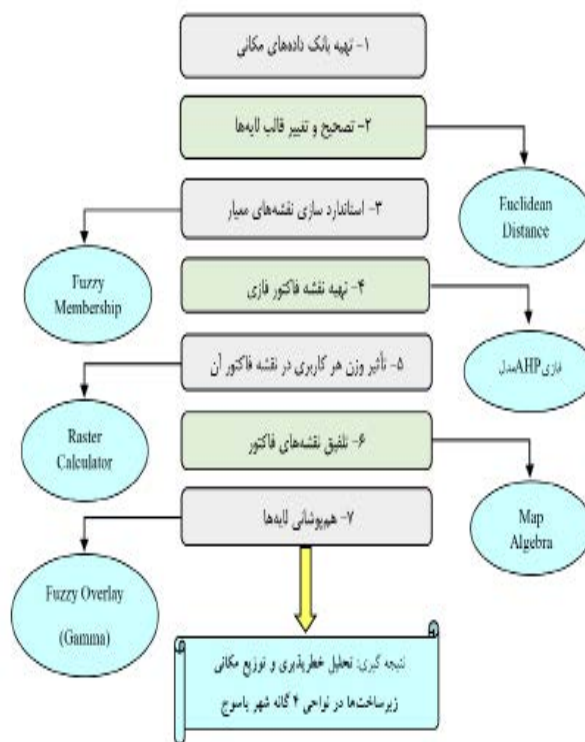 ۱- تهیه بانک داده‌های مکانی
۲- تصحیح و تغییر قالب لایه‌ها
Euclidean
Distance
۳- استاندارد سازی نقشه‌های معیار
Fuzzy
Membership
۴- تهیه نقشه فاکتور فازی
مدلAHPفازی
۵- تأثیر وزن هر کاربری در نقشه فاکتور آن
Raster
Calculator
۶- تلفیق نقشه‌های فاکتور
Map
Algebra
۷- هم‌پوشانی لایه‌ها
Fuzzy Overlay
(Gamma)
نتیجه گیری: تحلیل خطرپذیری و توزیع مکانی
زیرساخت‌ها در نواحی ۴ گانه شهر یاسوج